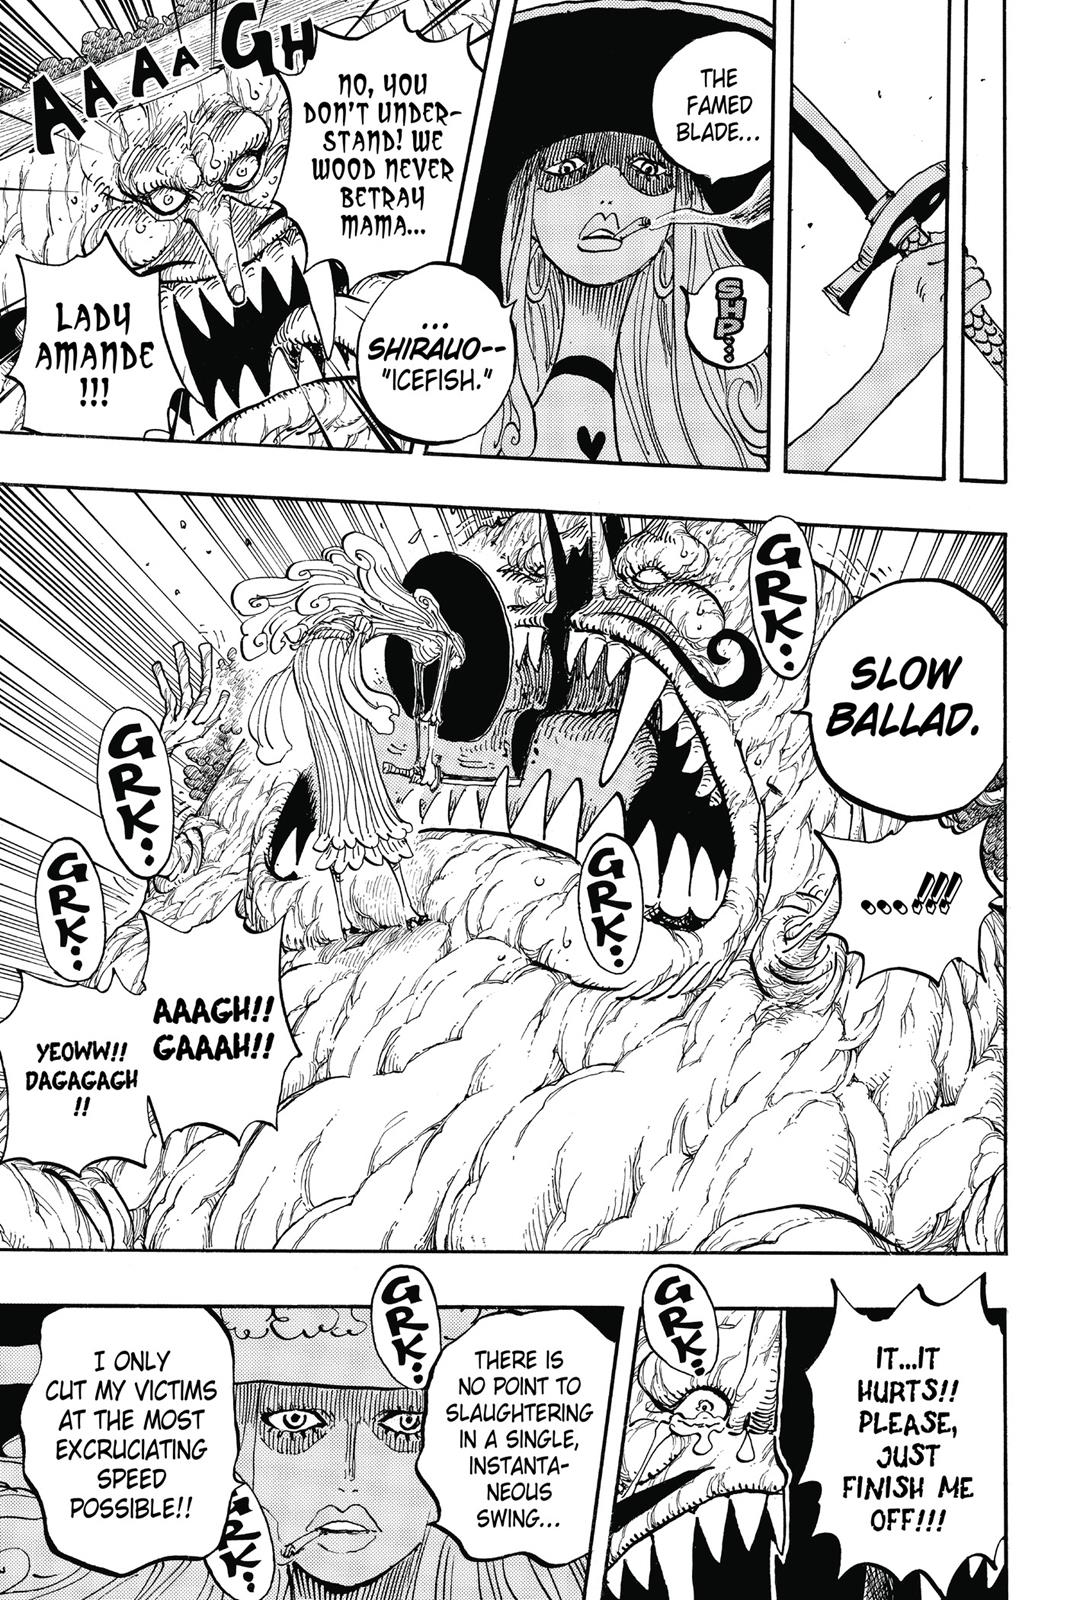 THE
FAMED
BLADE...
SHP...
...
SHIRAUO--
"ICEFISH."
AAAAGH
NO, YOU
DON'T UNDER-
STAND! WE
WOOD NEVER
BETRAY
MAMA...
LADY
AMANDE
!!!
GRK...
SLOW
BALLAD.
...!!!
GRK...
GRK...
GRK...
AAAGH!!
GAAAH!!
YEOWW!!
DAGAGAGH
!!
IT...IT
HURTS!!
PLEASE,
JUST
FINISH ME
OFF!!!
GRK...
GRK...
THERE IS
NO POINT TO
SLAUGHTERING
IN A SINGLE,
INSTANTA-
NEOUS
SWING...
I ONLY
CUT MY VICTIMS
AT THE MOST
EXCRUCIATING
SPEED
POSSIBLE!!
GRK...